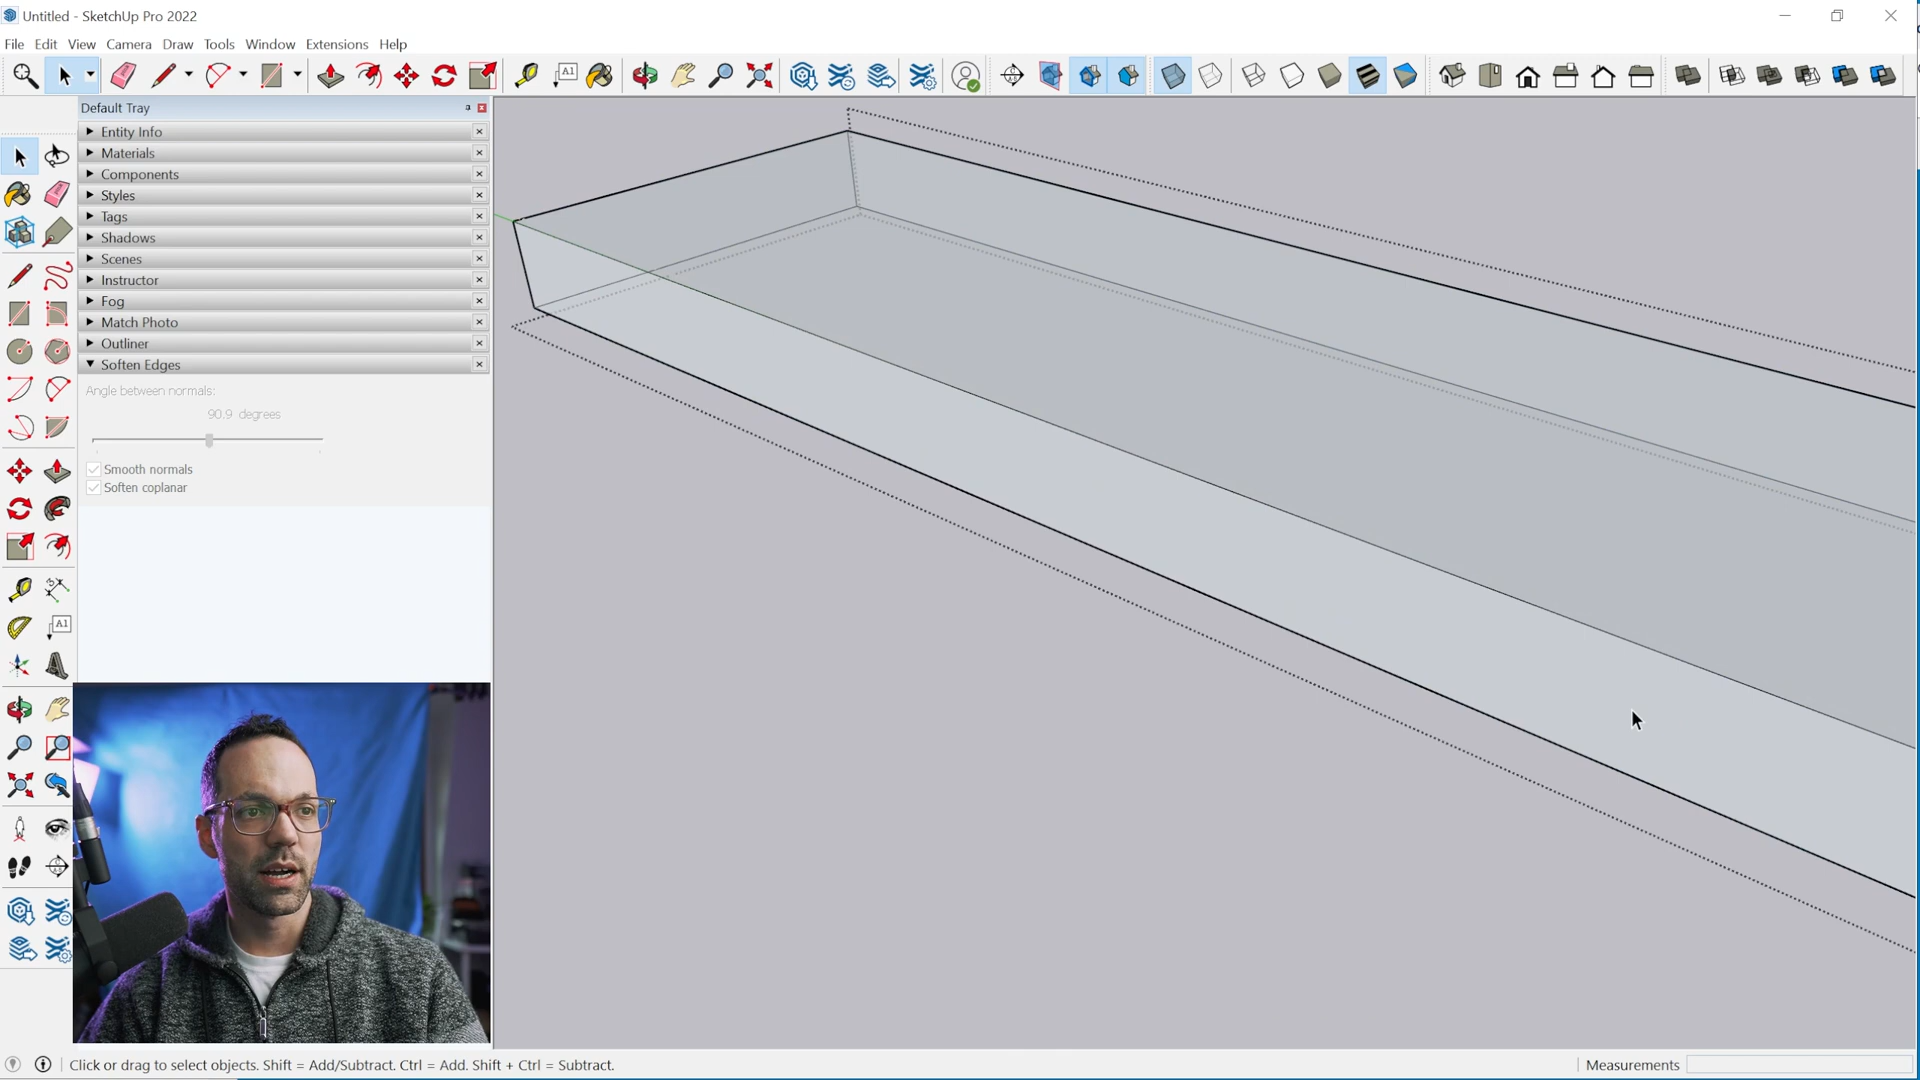 Untitled - SketchUp Pro 2022
File Edit View Camera Draw Tools Window Extensions Help
A1
Default Tray
Entity Info
Materials
Components
Styles
Tags
Shadows
Scenes
Instructor
Fog
Match Photo
Outliner
Soften Edges
Angle between normals:
90.9 degrees
Smooth normals
Soften coplanar
A1
Click or drag to select objects. Shift = Add/Subtract. Ctrl = Add. Shift + Ctrl = Subtract.
Measurements